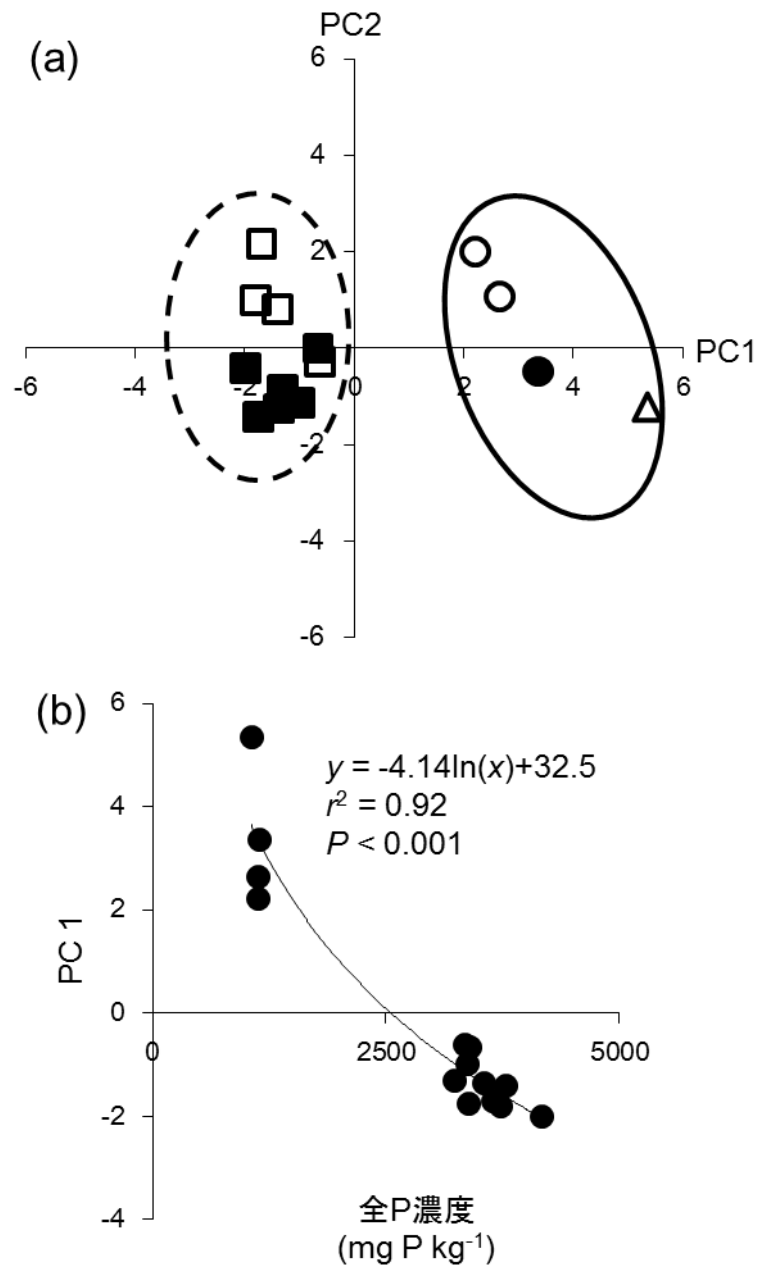 PC2
(a)
6
4
2
-6
-4
-2
0
2
4
6
PC1
-2
-4
-6
(b)
6
y = -4.14ln(x)+32.5
r² = 0.92
P < 0.001
4
2
PC 1
0
0
2500
5000
-2
-4
全P濃度
(mg P kg⁻¹)